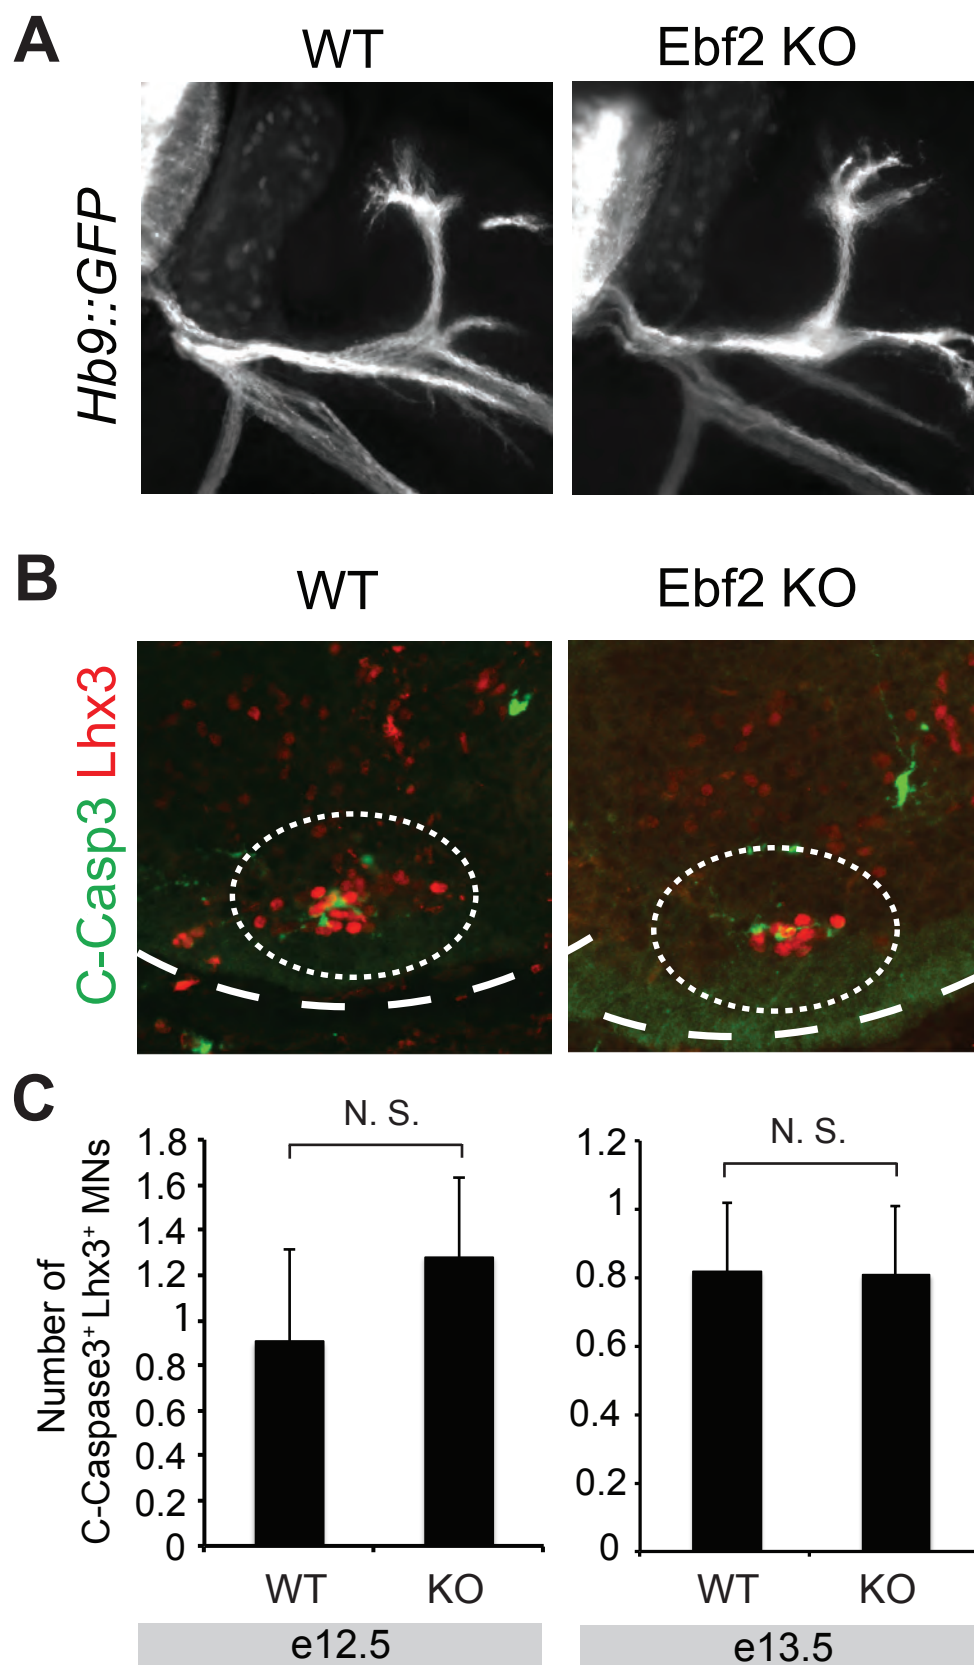 A
WT
Ebf2 KO
Hb9::GFP
B
WT
Ebf2 KO
C-Casp3 Lhx3
C
Number of
C-Caspase3⁺ Lhx3⁺ MNs
N. S.
1.8
1.6
1.4
1.2
1
0.8
0.6
0.4
0.2
0
WT
KO
e12.5
N. S.
1.2
1
0.8
0.6
0.4
0.2
0
WT
KO
e13.5